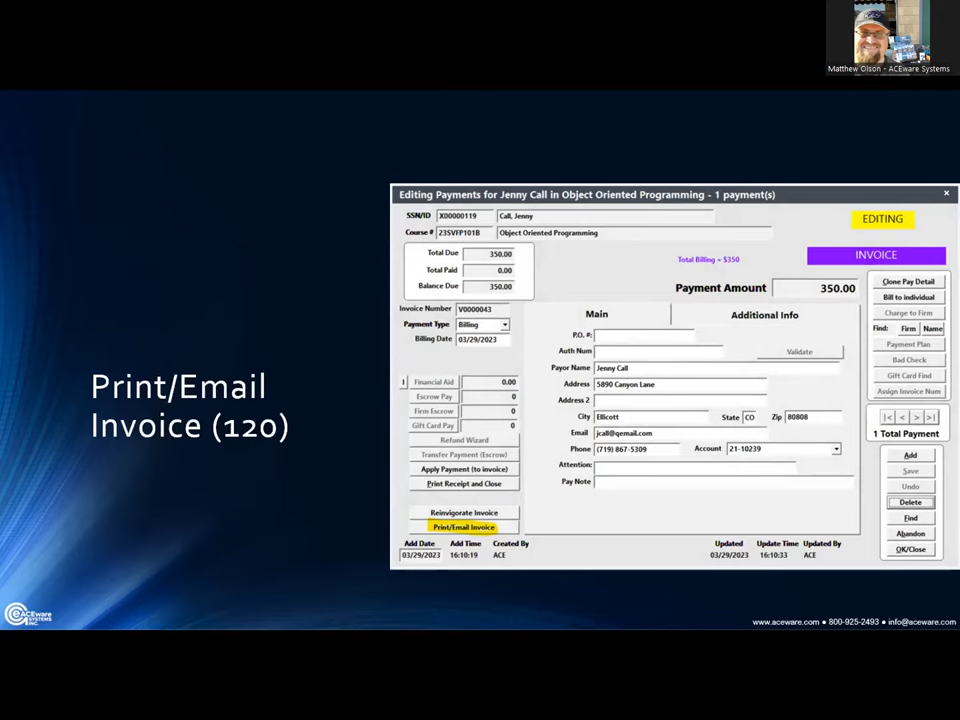 Matthew Olson - ACEware Systems
Print/Email
Invoice (120)
Editing Payments for Jenny Call in Object Oriented Programming - 1 payment(s)
×
SSN/ID X00000119 Call, Jenny
EDITING
Course # 23SVFP101B Object Oriented Programming
Total Due 350.00
Total Paid 0.00
Balance Due 350.00
Total Billing = $350
INVOICE
Payment Amount 350.00
Invoice Number V0000043
Payment Type Billing
Billing Date 03/29/2023
I Financial Aid 0.00
Escrow Pay 0
Firm Escrow 0
Gift Card Pay 0
Refund Wizard
Transfer Payment (Escrow)
Apply Payment (to invoice)
Print Receipt and Close
Reinvigorate Invoice
Print/Email Invoice
Main Additional Info
P.O. #:
Auth Num Validate
Payor Name Jenny Call
Address 5890 Canyon Lane
Address 2
City Ellicott State CO Zip 80808
Email jcall@qemail.com
Phone (719) 867-5309 Account 21-10239
Attention:
Pay Note
Clone Pay Detail
Bill to individual
Charge to Firm
Find: Firm Name
Payment Plan
Bad Check
Gift Card Find
Assign Invoice Num
|< < > >|
1 Total Payment
Add
Save
Undo
Delete
Find
Abandon
OK/Close
Add Date Add Time Created By
03/29/2023 16:10:19 ACE
Updated Update Time Updated By
03/29/2023 16:10:33 ACE
ACEware
SYSTEMS
INC.
www.aceware.com ● 800-925-2493 ● info@aceware.com